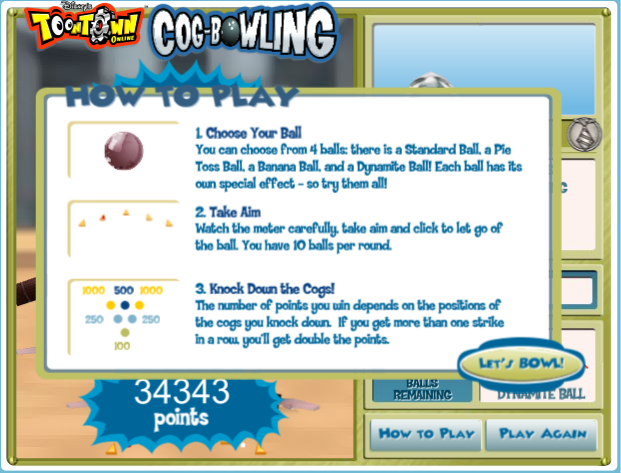 Disney's
TOONTOWN
ONLINE
COG-BOWLING
HOW TO PLAY
1. Choose Your Ball
You can choose from 4 balls: there is a Standard Ball, a Pie
Toss Ball, a Banana Ball, and a Dynamite Ball! Each ball has its
own special effect - so try them all!
2. Take Aim
Watch the meter carefully, take aim and click to let go of
the ball. You have 10 balls per round.
1000 500 1000
250 250
100
3. Knock Down the Cogs!
The number of points you win depends on the positions of
the cogs you knock down. If you get more than one strike
in a row, you'll get double the points.
LET'S BOWL!
34343
points
BALLS
REMAINING
DYNAMITE BALL
HOW TO PLAY
PLAY AGAIN